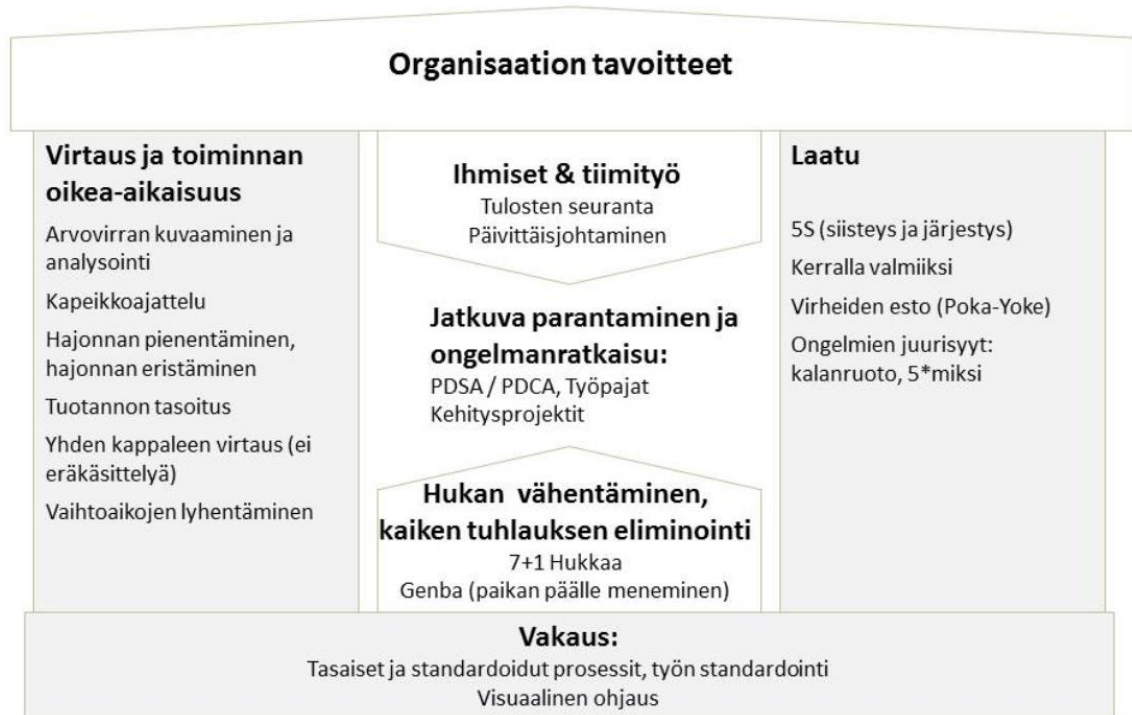 Organisaation tavoitteet
Virtaus ja toiminnan
oikea-aikaisuus
Arvovirran kuvaaminen ja
analysointi
Kapeikkoajattelu
Hajonnan pienentäminen,
hajonnan eristäminen
Tuotannon tasoitus
Yhden kappaleen virtaus (ei
eräkäsittelyä)
Vaihtoaikojen lyhentäminen
Ihmiset & tiimityö
Tulosten seuranta
Päivittäisjohtaminen
Jatkuva parantaminen ja
ongelmanratkaisu:
PDSA / PDCA, Työpajat
Kehitysprojektit
Hukan vähentäminen,
kaiken tuhlauksen eliminointi
7+1 Hukkaa
Genba (paikan päälle meneminen)
Laatu
5S (siisteys ja järjestys)
Kerralla valmiiksi
Virheiden esto (Poka-Yoke)
Ongelmien juurisyyt:
kalanruoto, 5*miksi
Vakaus:
Tasaiset ja standardoidut prosessit, työn standardointi
Visuaalinen ohjaus